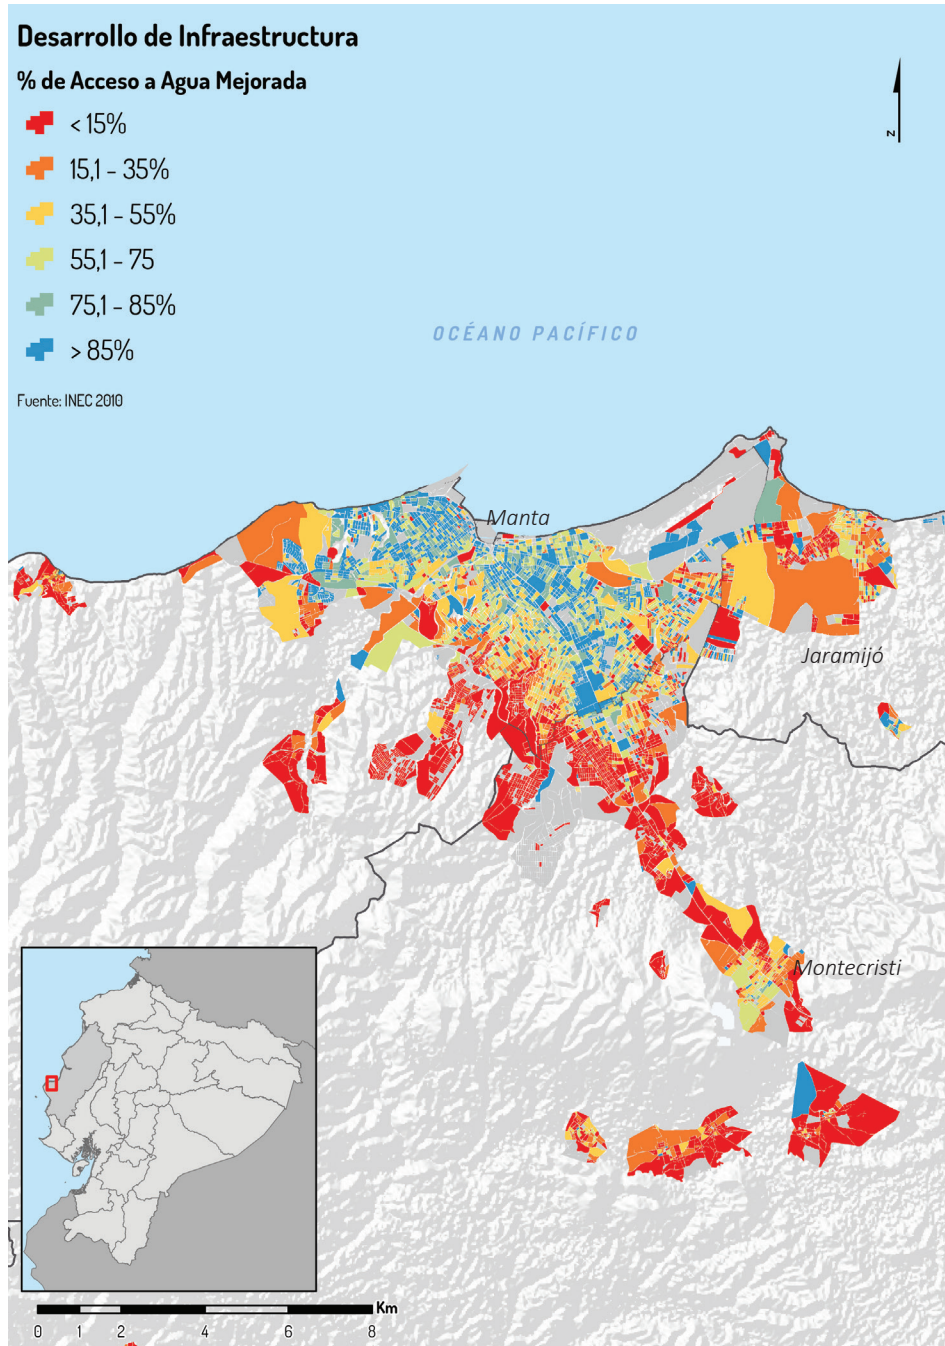 Desarrollo de Infraestructura
% de Acceso a Agua Mejorada
< 15%
15,1 - 35%
35,1 - 55%
55,1 - 75
75,1 - 85%
> 85%
Fuente: INEC 2010
N
OCÉANO PACÍFICO
Manta
Jaramijó
Montecristi
Km
0 1 2 4 6 8